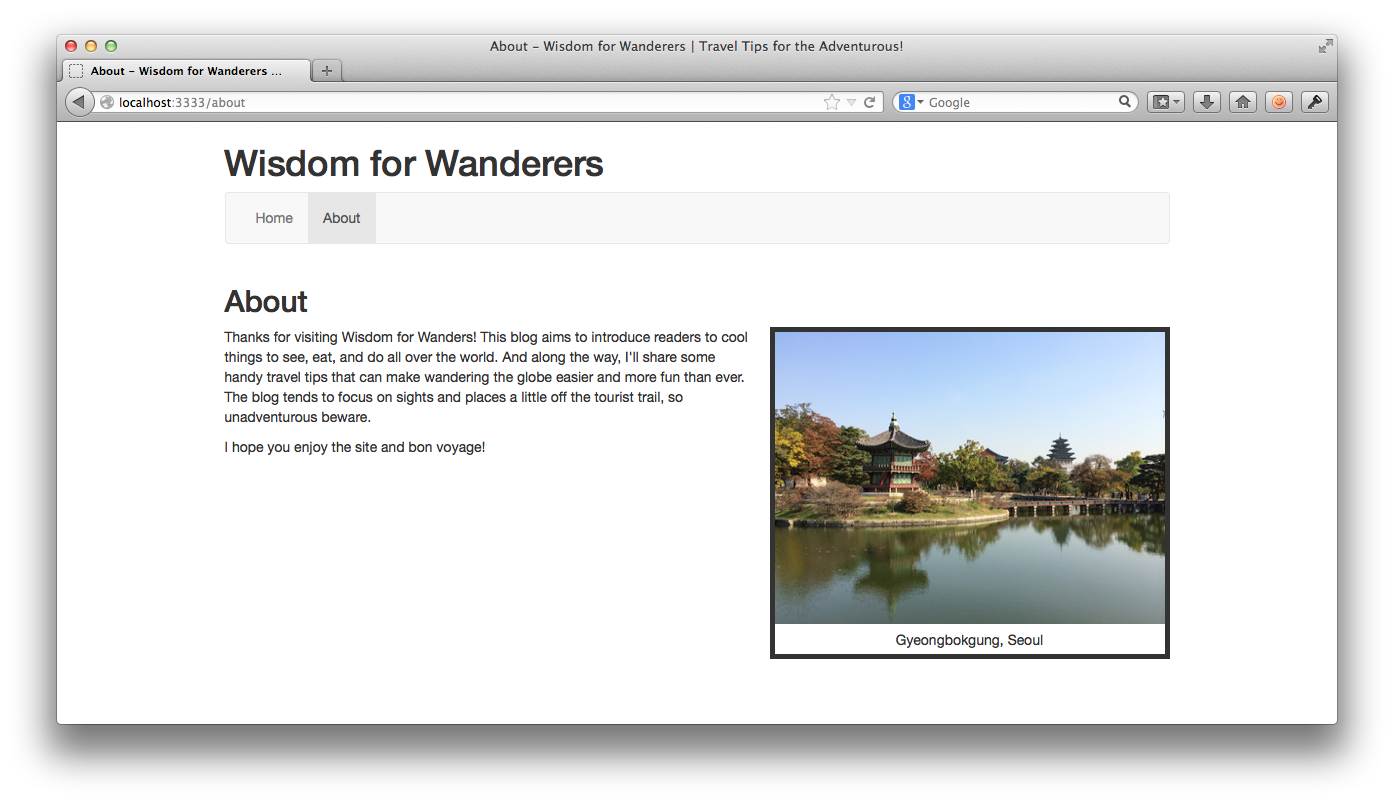 About – Wisdom for Wanderers | Travel Tips for the Adventurous!
About – Wisdom for Wanderers ...
localhost:3333/about
Google
Wisdom for Wanderers
Home
About
About
Thanks for visiting Wisdom for Wanders! This blog aims to introduce readers to cool
things to see, eat, and do all over the world. And along the way, I'll share some
handy travel tips that can make wandering the globe easier and more fun than ever.
The blog tends to focus on sights and places a little off the tourist trail, so
unadventurous beware.
I hope you enjoy the site and bon voyage!
Gyeongbokgung, Seoul